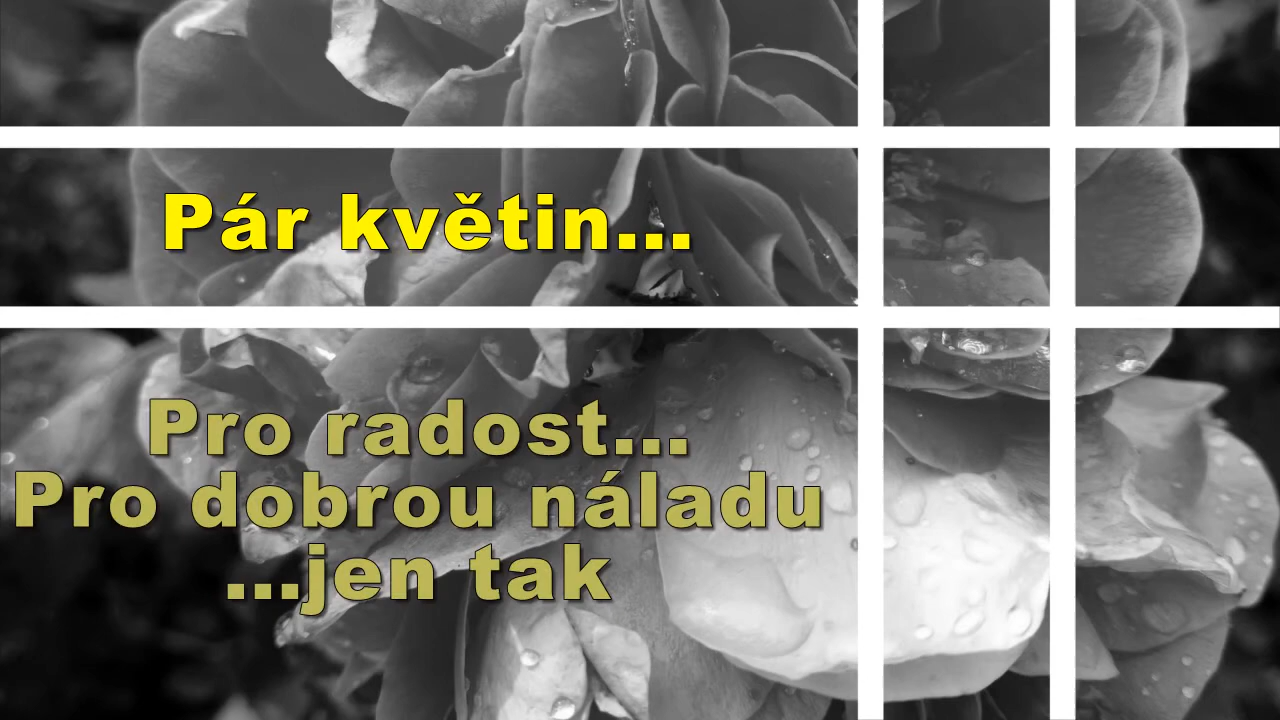 Pár květin...
Pro radost...
Pro dobrou náladu
...jen tak